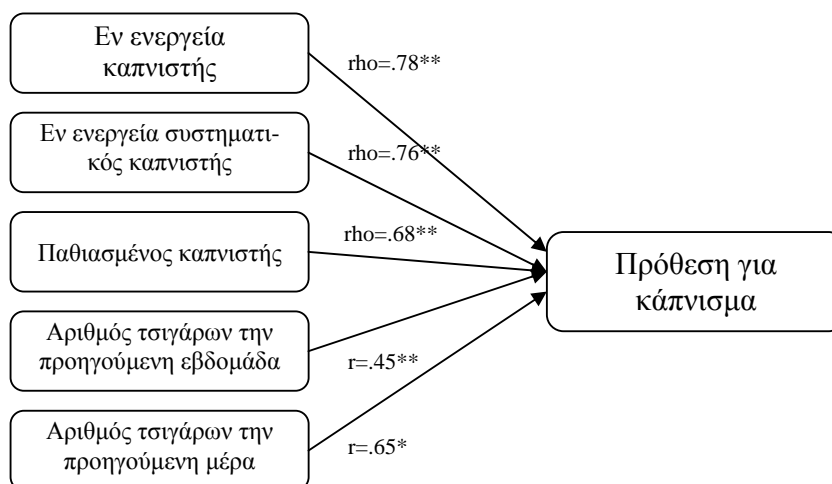 Εν ενεργεία
καπνιστής
rho=.78**
Εν ενεργεία συστηματι-
κός καπνιστής
rho=.76**
Παθιασμένος καπνιστής
rho=.68**
Πρόθεση για
κάπνισμα
Αριθμός τσιγάρων την
προηγούμενη εβδομάδα
r=.45**
Αριθμός τσιγάρων την
προηγούμενη μέρα
r=.65*